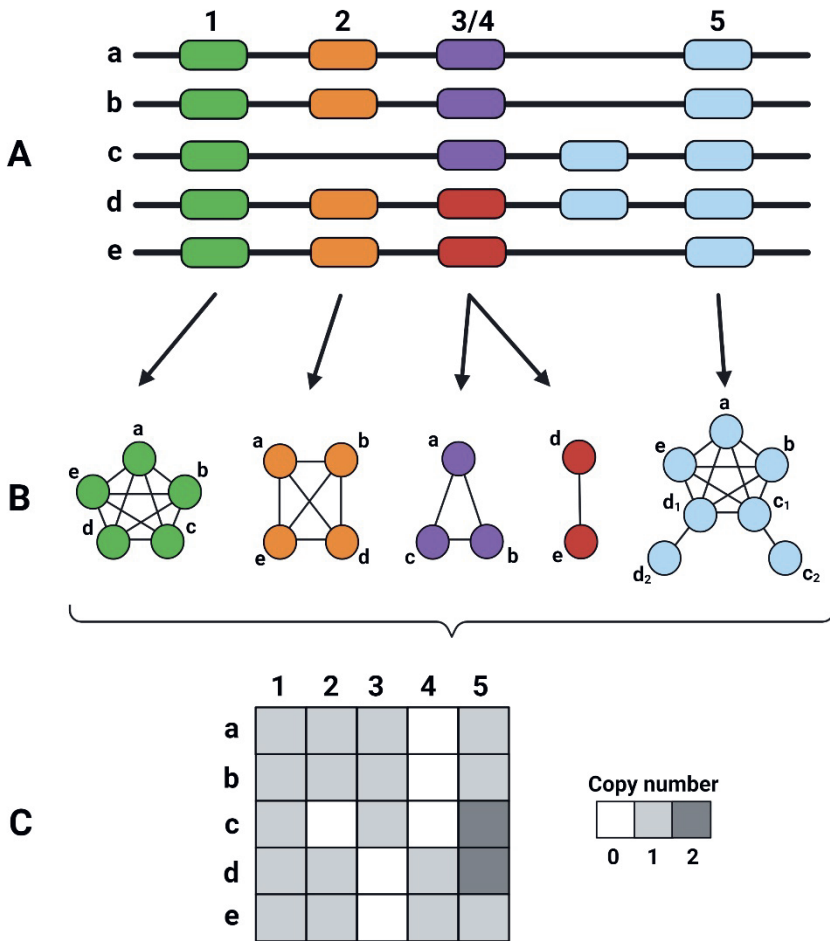 1 2 3/4 5
a
b
A c
d
e
a a b a d a
e b e b
B d c e d c b e d₁ c₁
d₂ c₂
1 2 3 4 5
a
b
C c
d
e
Copy number
0 1 2